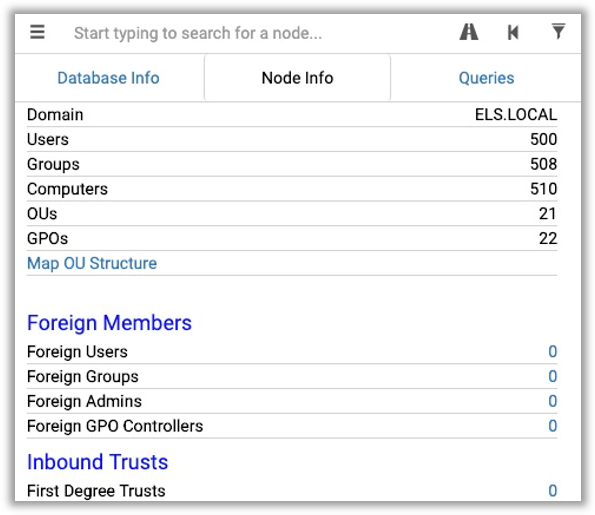 Start typing to search for a node...
Database Info Node Info Queries
Domain ELS.LOCAL
Users 500
Groups 508
Computers 510
OUs 21
GPOs 22
Map OU Structure
Foreign Members
Foreign Users 0
Foreign Groups 0
Foreign Admins 0
Foreign GPO Controllers 0
Inbound Trusts
First Degree Trusts 0